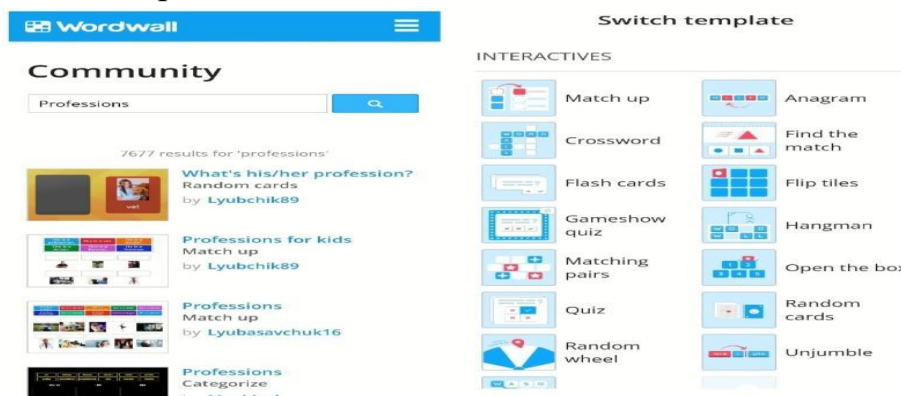 Wordwall
Community
Professions
7677 results for 'professions'
What's his/her profession?
Random cards
by Lyubchik89
vet
Professions for kids
Match up
by Lyubchik89
Professions
Match up
by Lyubasavchuk16
Professions
Categorize
Switch template
INTERACTIVES
Match up
Anagram
Crossword
Find the
match
Flash cards
Flip tiles
Gameshow
quiz
Hangman
Matching
pairs
Open the box
Quiz
Random
cards
Random
wheel
Unjumble